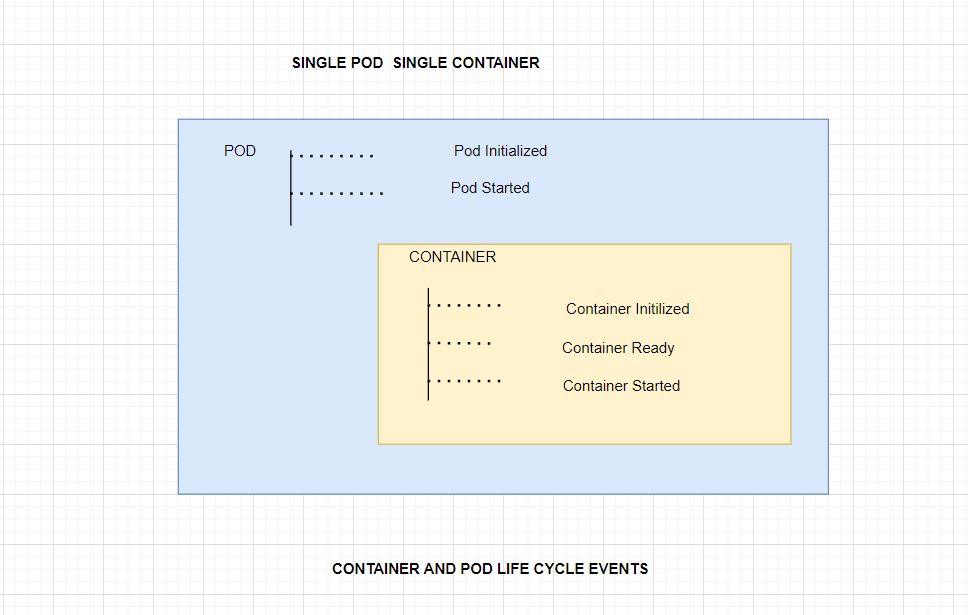 SINGLE POD  SINGLE CONTAINER
POD
Pod Initialized
Pod Started
CONTAINER
Container Initilized
Container Ready
Container Started
CONTAINER AND POD LIFE CYCLE EVENTS